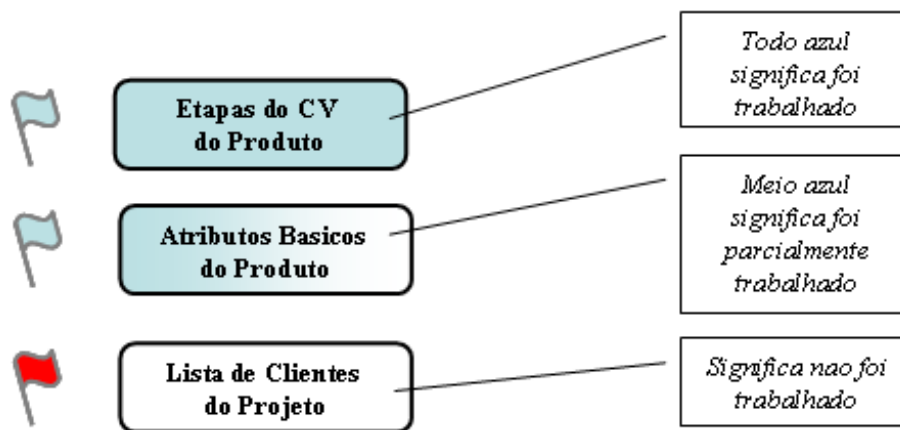 Etapas do CV
do Produto
Todo azul
significa foi
trabalhado
Atributos Basicos
do Produto
Meio azul
significa foi
parcialmente
trabalhado
Lista de Clientes
do Projeto
Significa nao foi
trabalhado